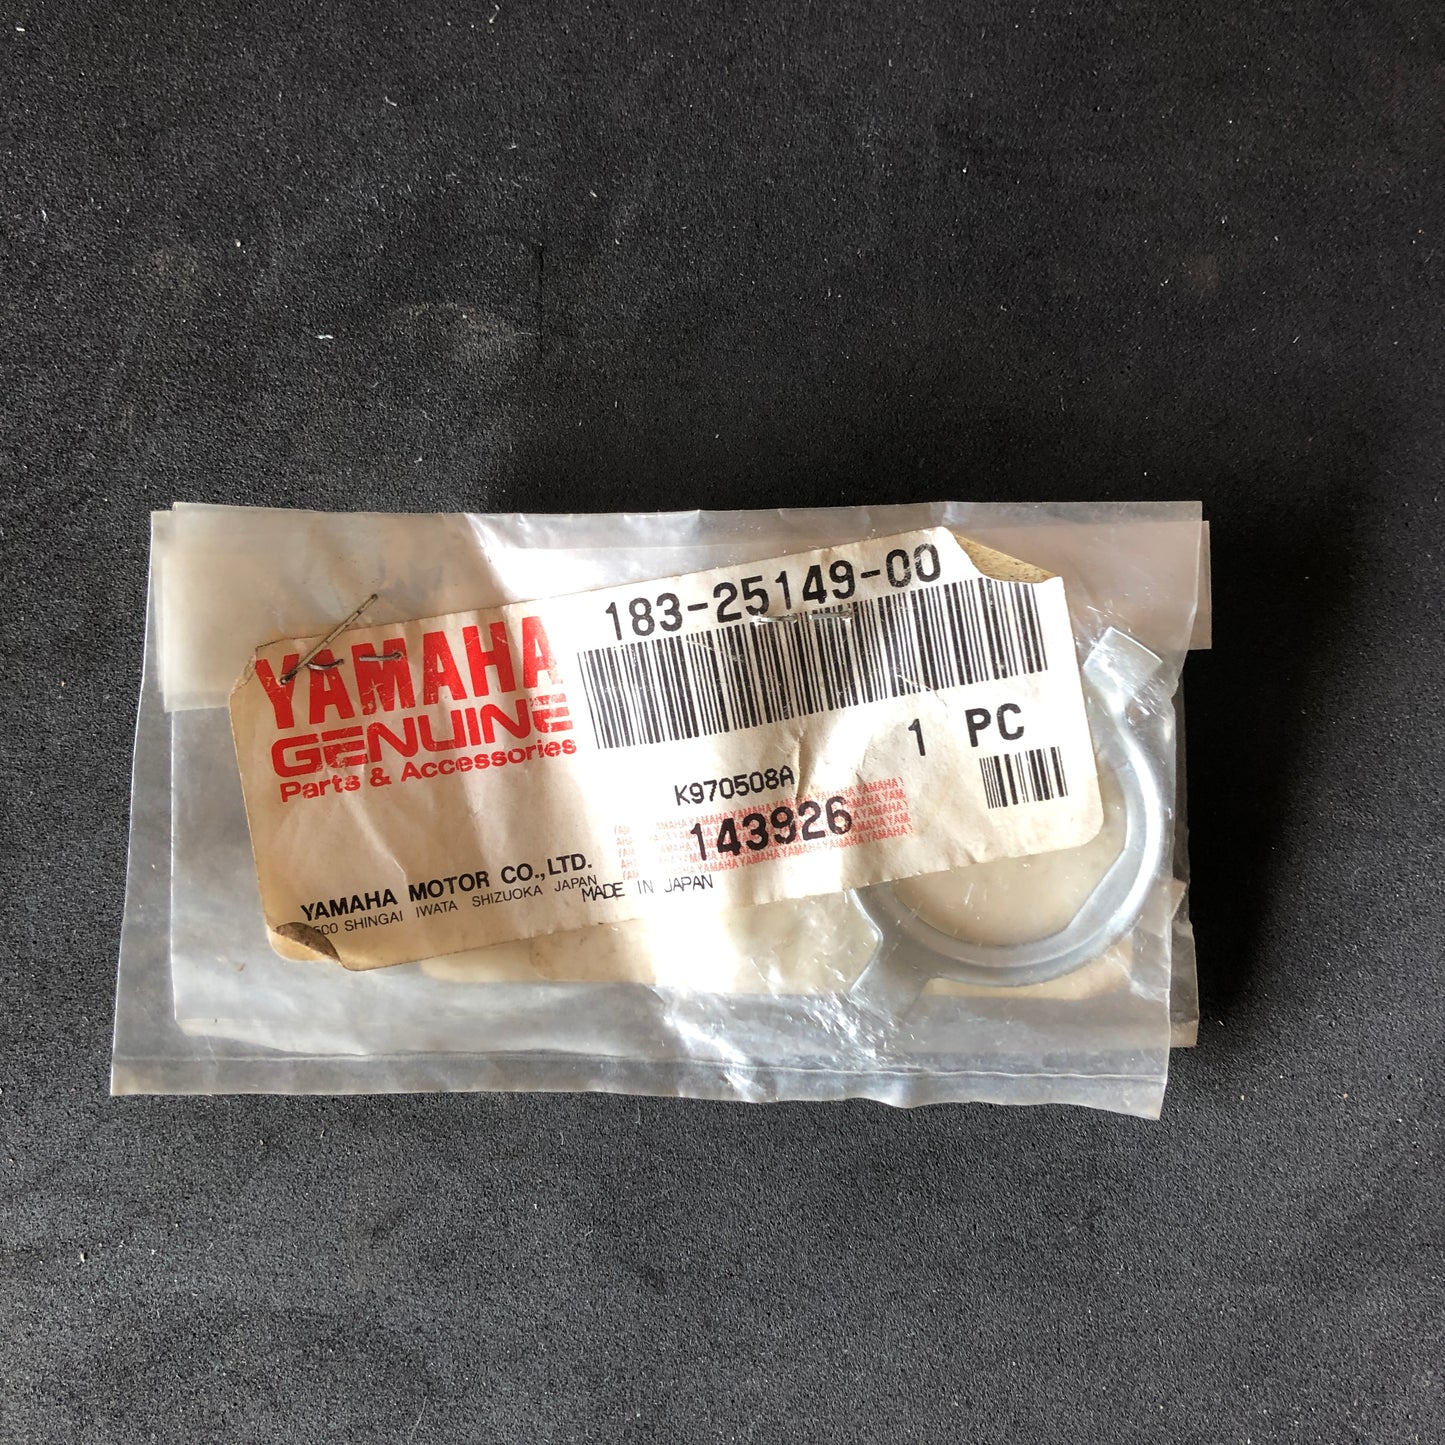 183-25149-00
YAMAHA
GENUINE
Parts & Accessories
1 PC
K970508A
143926
YAMAHA MOTOR CO., LTD.
2500 SHINGAI IWATA SHIZUOKA JAPAN
MADE IN JAPAN